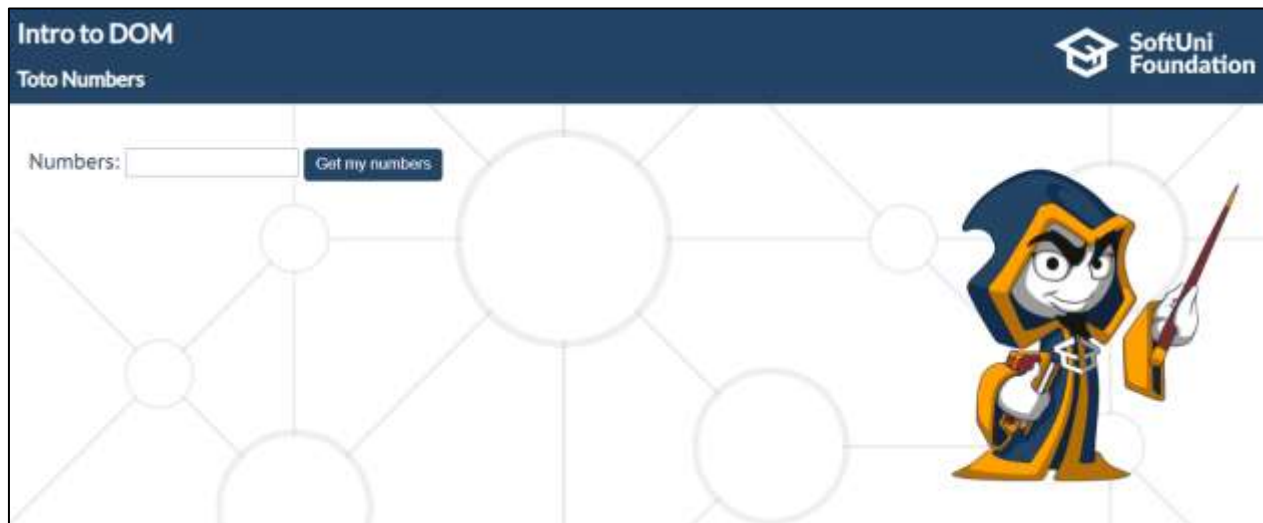 Intro to DOM
SoftUni
Foundation
Toto Numbers
Numbers:
Get my numbers